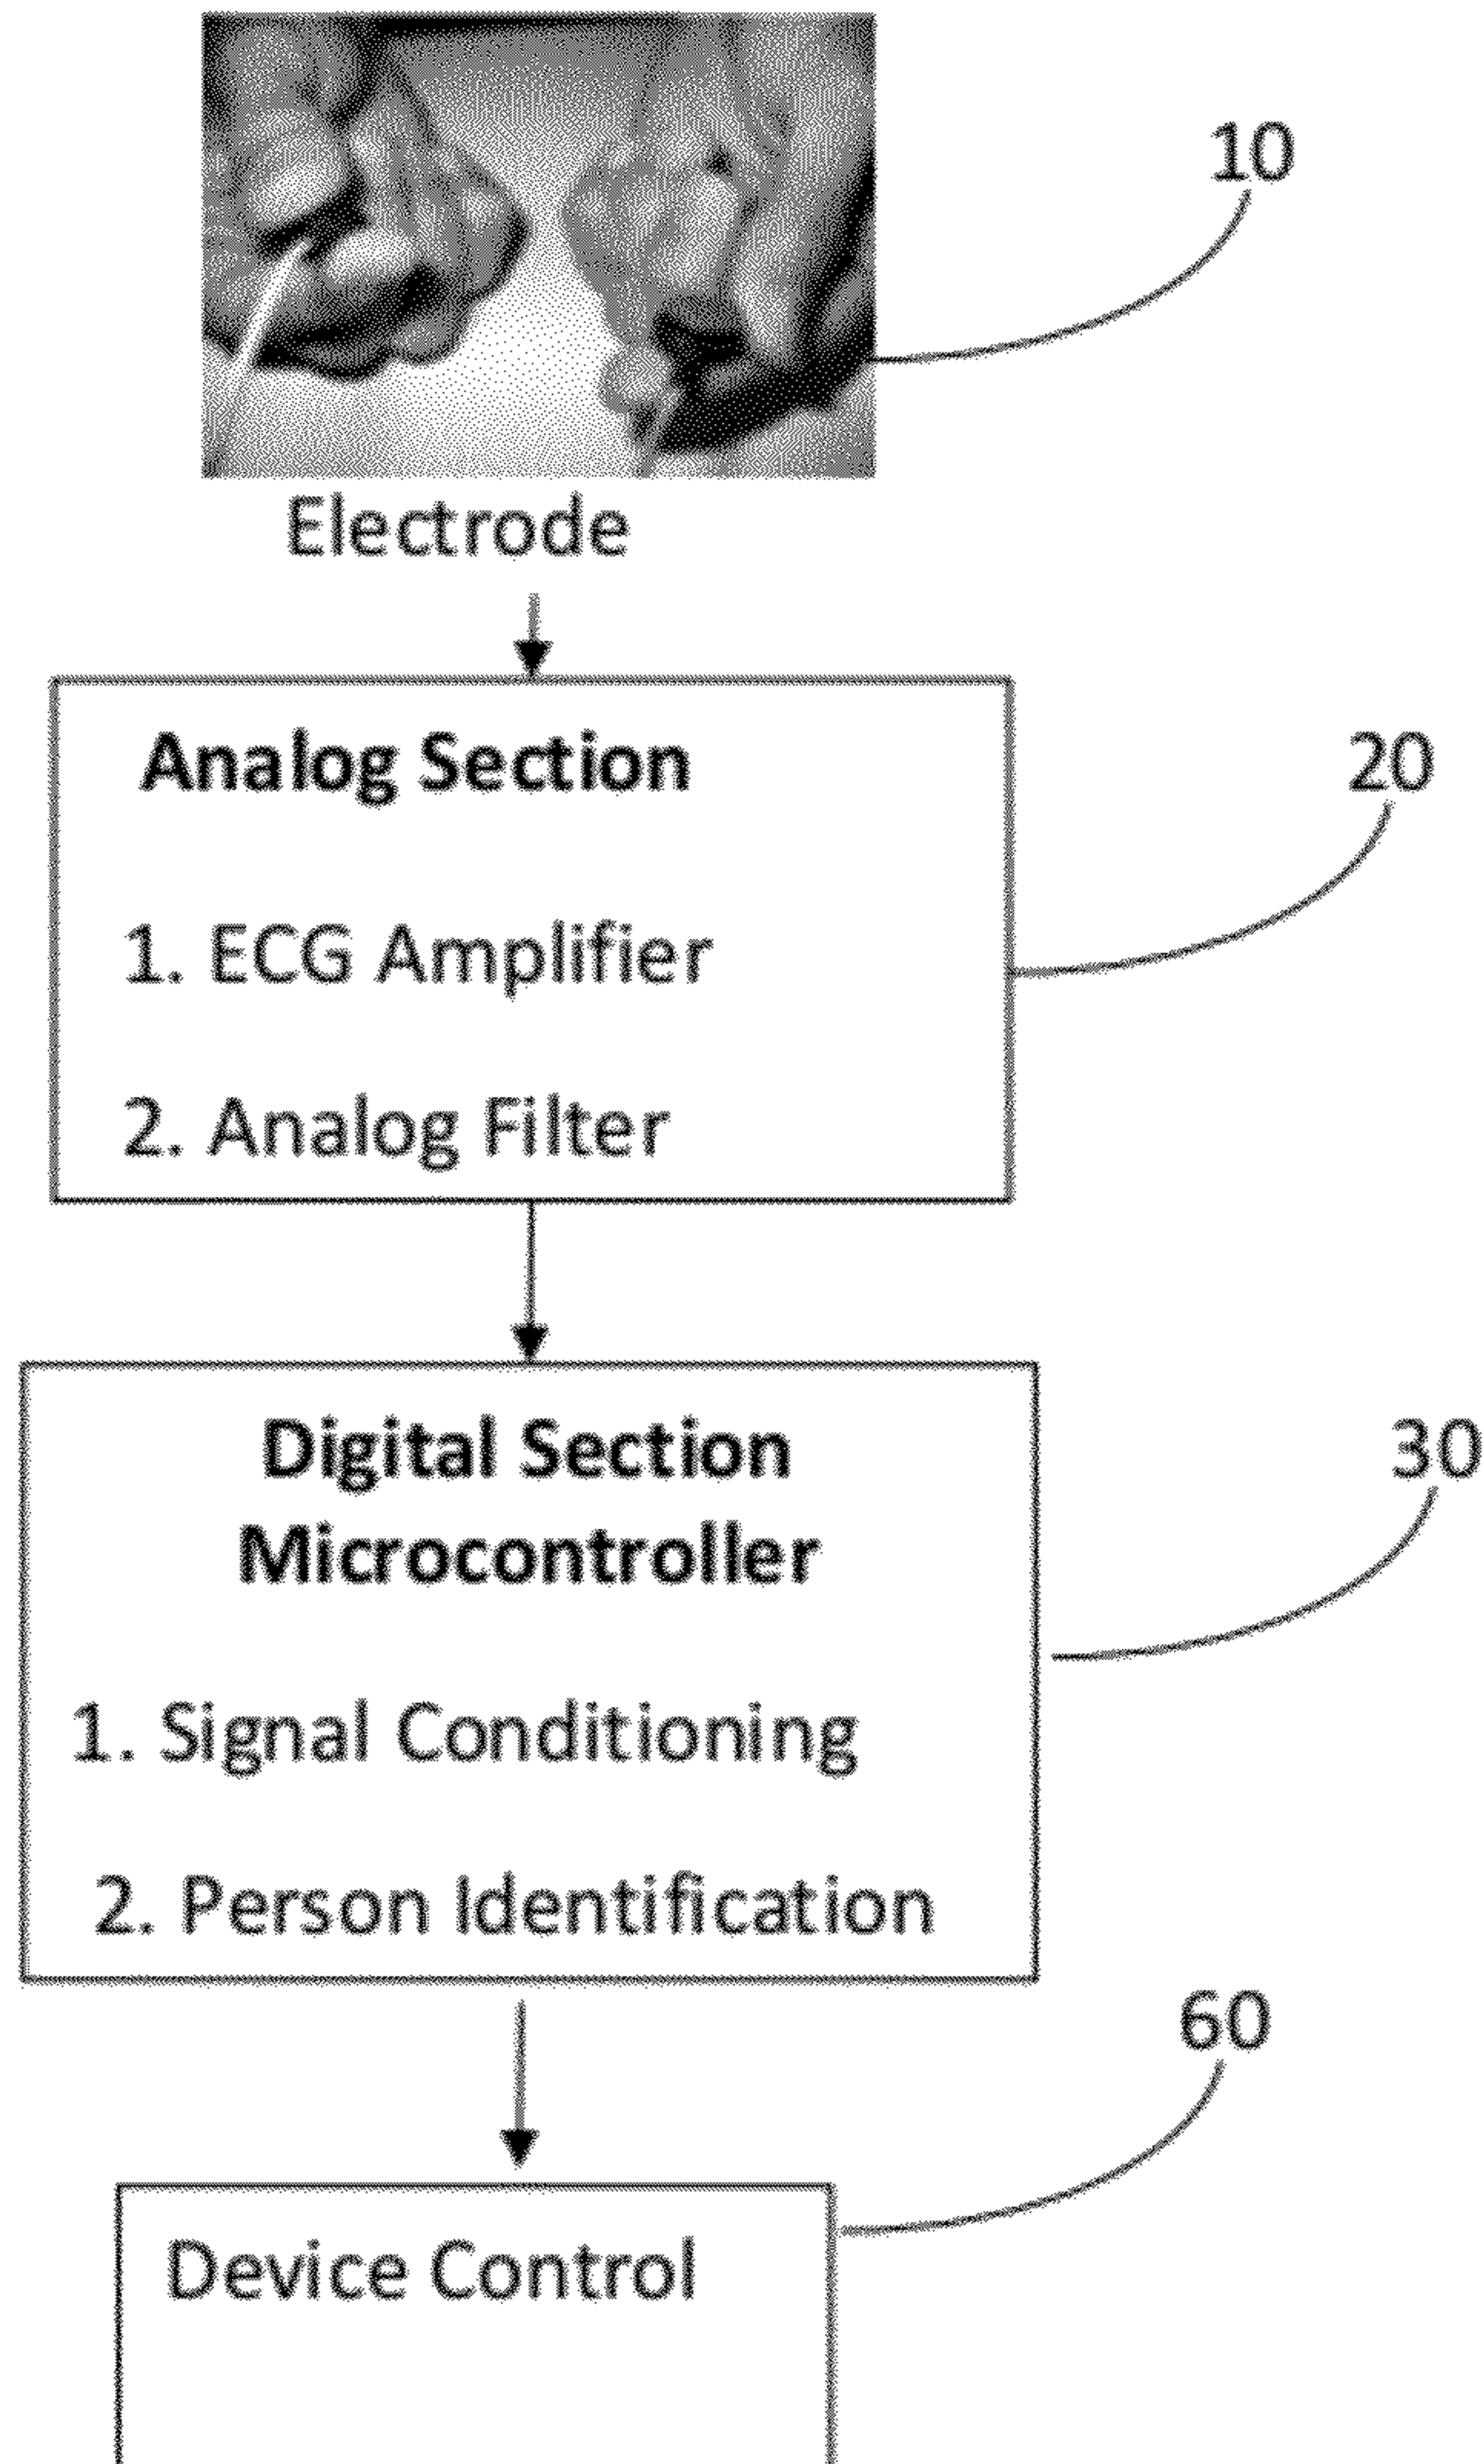 10
Electrode
Analog Section
20
1. ECG Amplifier
2. Analog Filter
Digital Section
30
Microcontroller
1. Signal Conditioning
2. Person Identification
60
Device Control